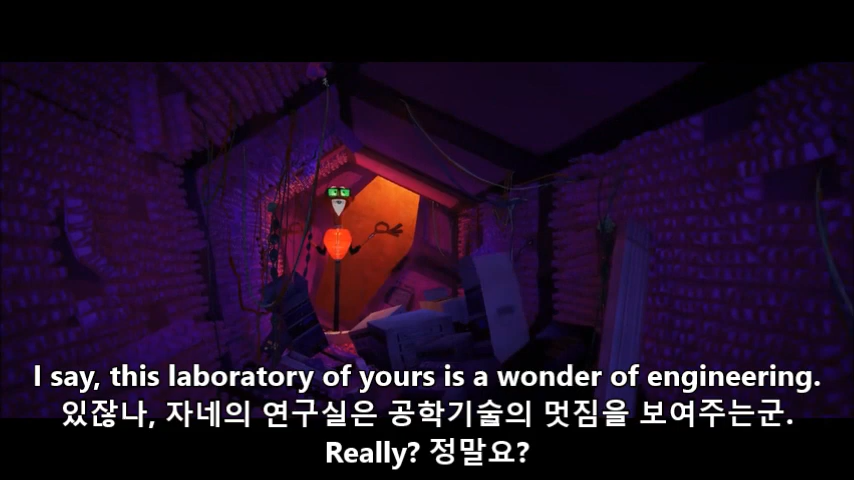 I say, this laboratory of yours is a wonder of engineering.
있잖나, 자네의 연구실은 공학기술의 멋짐을 보여주는군.
Really? 정말요?